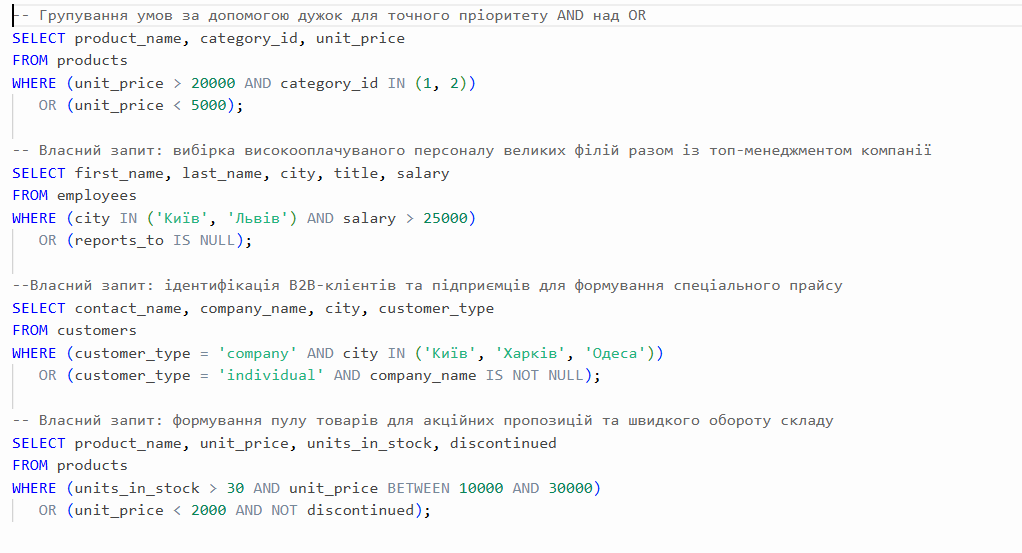 -- Групування умов за допомогою дужок для точного пріоритету AND над OR
SELECT product_name, category_id, unit_price
FROM products
WHERE (unit_price > 20000 AND category_id IN (1, 2))
   OR (unit_price < 5000);

-- Власний запит: вибірка високооплачуваного персоналу великих філій разом із топ-менеджментом компанії
SELECT first_name, last_name, city, title, salary
FROM employees
WHERE (city IN ('Київ', 'Львів') AND salary > 25000)
   OR (reports_to IS NULL);

--Власний запит: ідентифікація B2B-клієнтів та підприємців для формування спеціального прайсу
SELECT contact_name, company_name, city, customer_type
FROM customers
WHERE (customer_type = 'company' AND city IN ('Київ', 'Харків', 'Одеса'))
   OR (customer_type = 'individual' AND company_name IS NOT NULL);

-- Власний запит: формування пулу товарів для акційних пропозицій та швидкого обороту складу
SELECT product_name, unit_price, units_in_stock, discontinued
FROM products
WHERE (units_in_stock > 30 AND unit_price BETWEEN 10000 AND 30000)
   OR (unit_price < 2000 AND NOT discontinued);